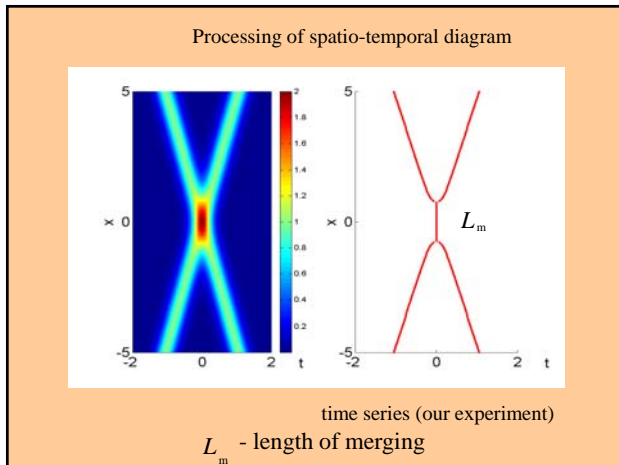 Processing of spatio-temporal diagram
5
x 0
-5
-2 0 2 t
2
1.8
1.6
1.4
1.2
1
0.8
0.6
0.4
0.2
5
x 0
-5
-2 0 2 t
Lm
time series (our experiment)
Lm - length of merging